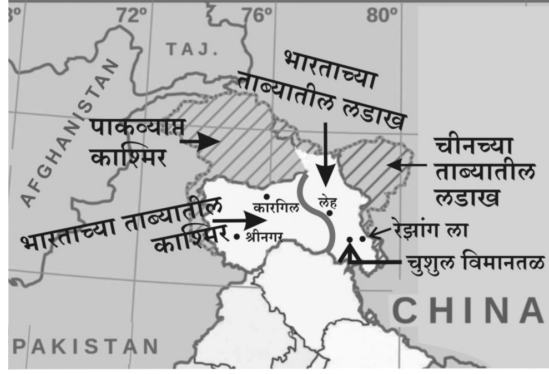 72°
76°
80°
TAJ.
भारताच्या
ताब्यातील लडाख
AFGHANISTAN
पाकव्याप्त
काश्मिर
चीनच्या
ताब्यातील
लडाख
भारताच्या ताब्यातील
काश्मिर
कारगिल
लेह
श्रीनगर
रेझांग ला
चुशुल विमानतळ
CHINA
PAKISTAN